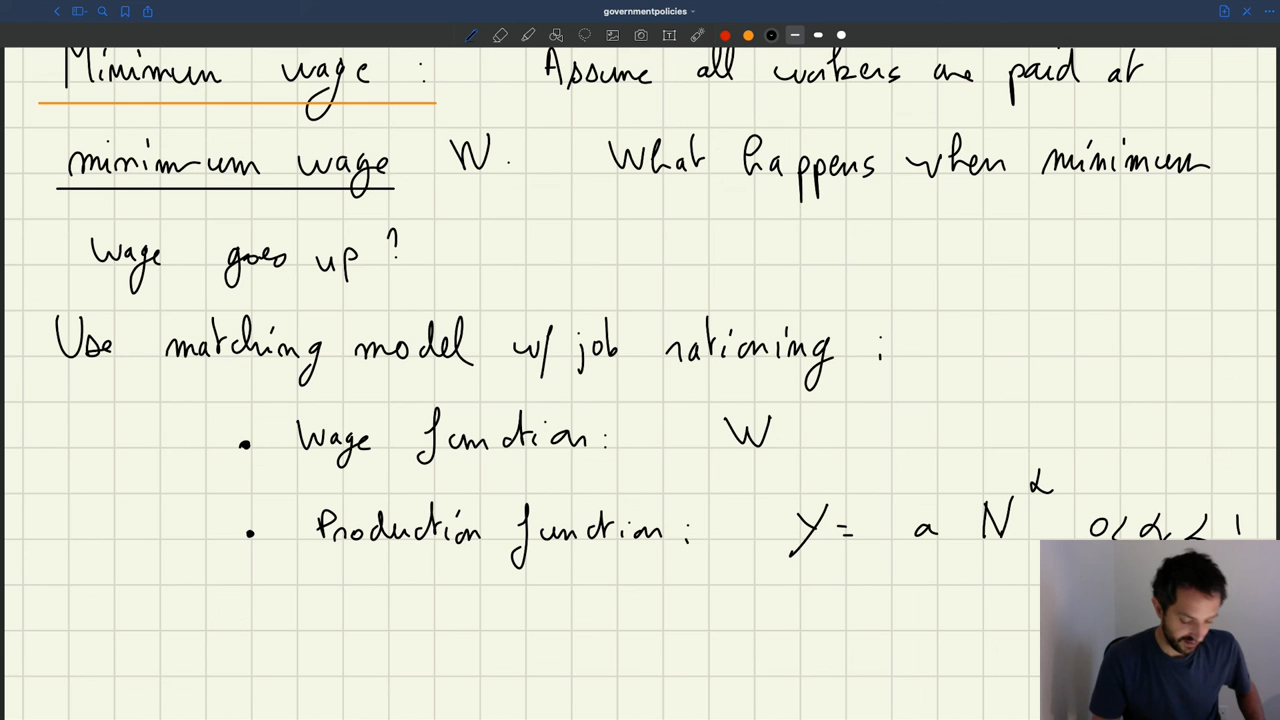 governmentpolicies
Minimum wage : Assume all workers are paid at
minimum wage W. What happens when minimum
wage goes up ?
Use matching model w/ job rationing :
• Wage function: W
• Production function: Y = a N^α 0 < α < 1